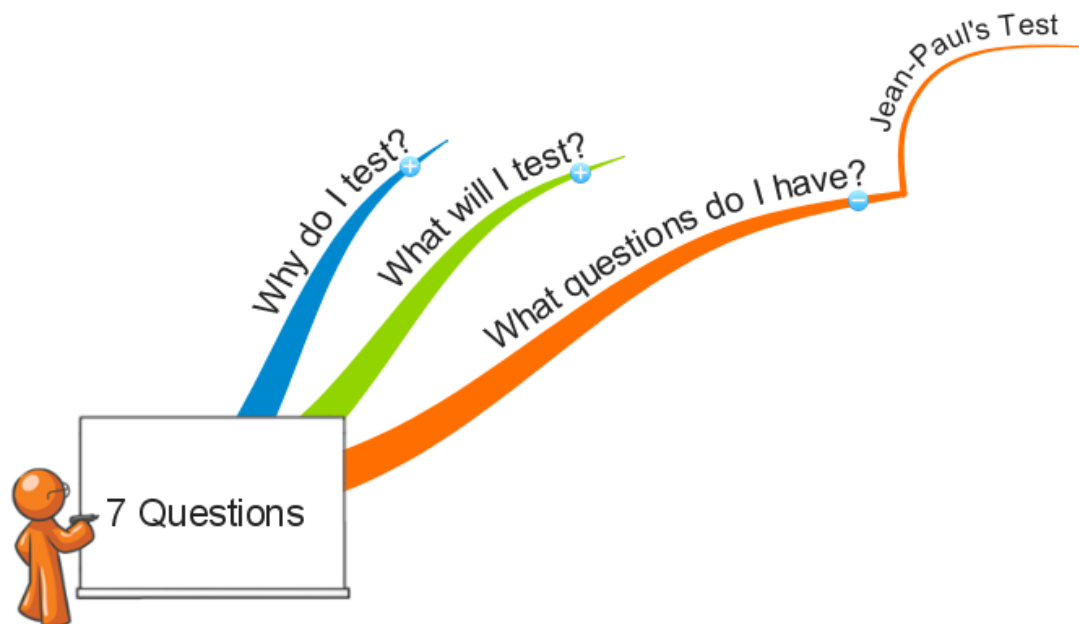 Why do I test?
What will I test?
What questions do I have?
Jean-Paul's Test
7 Questions